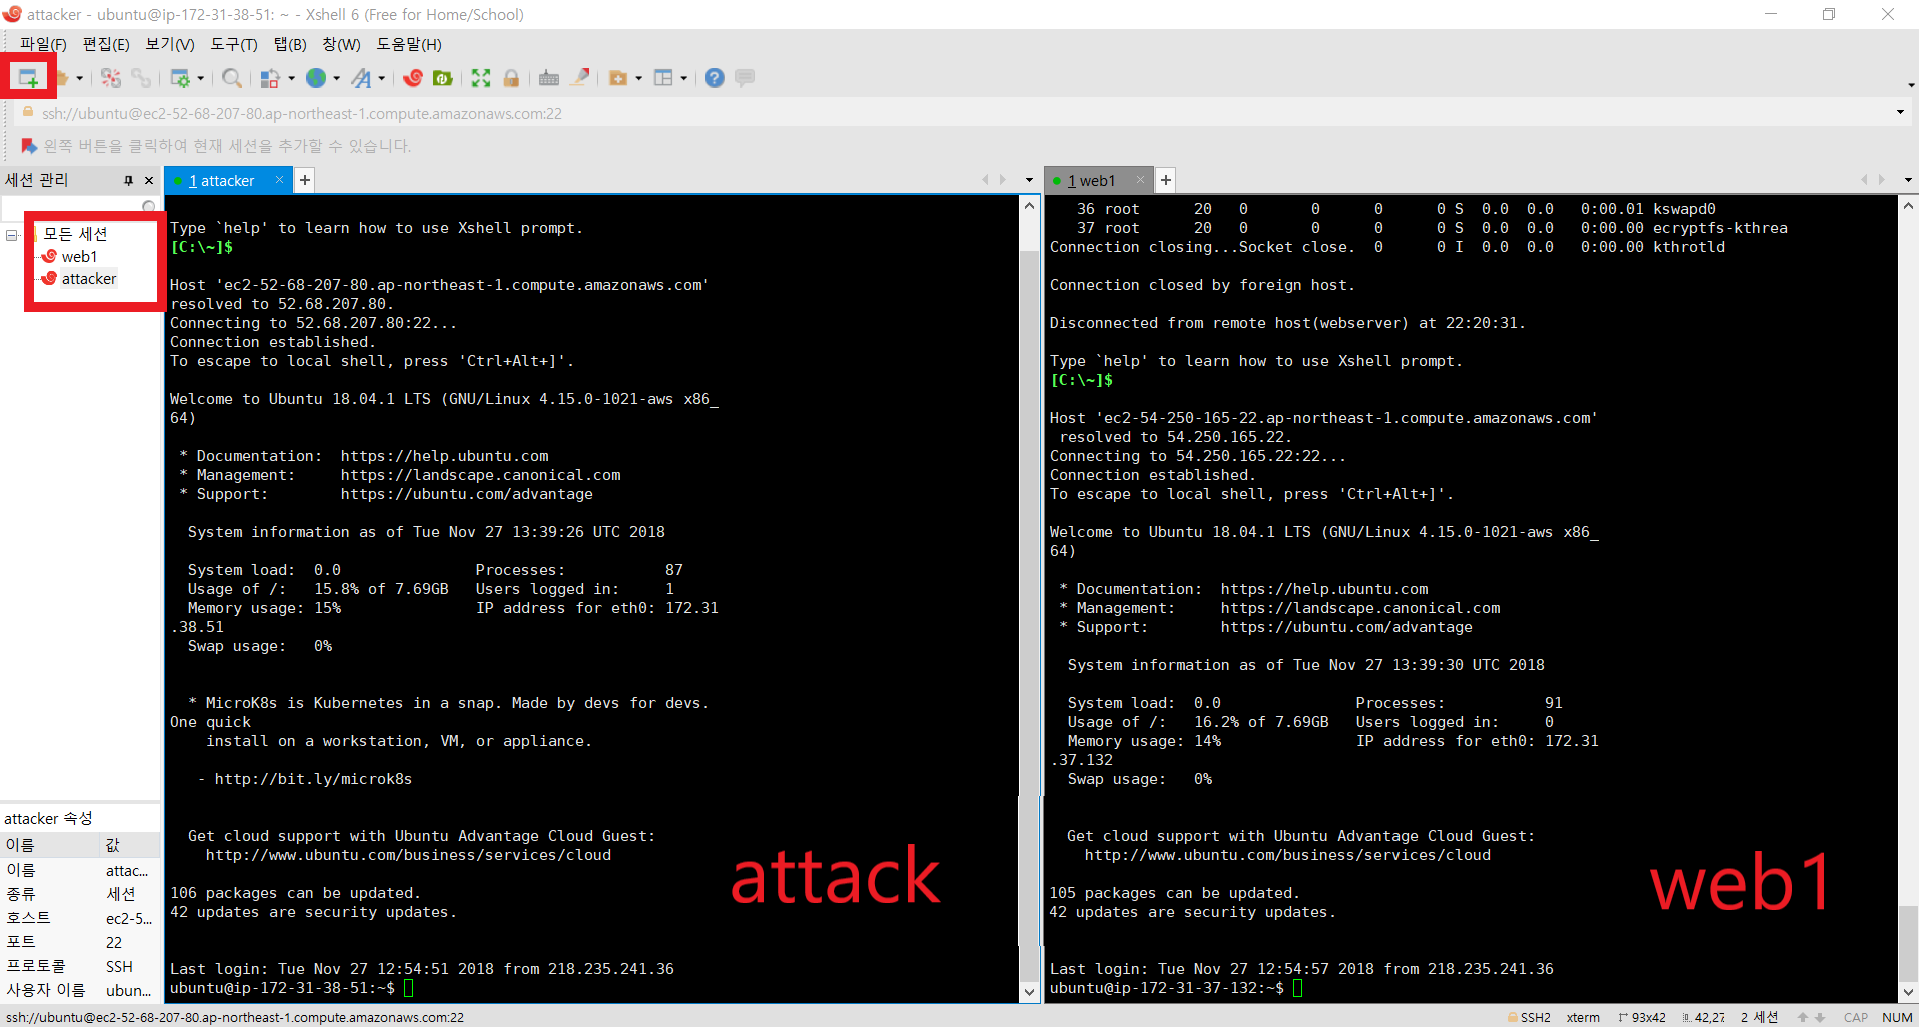 attacker - ubuntu@ip-172-31-38-51: ~ - Xshell 6 (Free for Home/School)
파일(F) 편집(E) 보기(V) 도구(T) 탭(B) 창(W) 도움말(H)
ssh://ubuntu@ec2-52-68-207-80.ap-northeast-1.compute.amazonaws.com:22
왼쪽 버튼을 클릭하여 현재 세션을 추가할 수 있습니다.
세션 관리
모든 세션
web1
attacker
attacker 속성
이름 값
이름 attac...
종류 세션
호스트 ec2-5...
포트 22
프로토콜 SSH
사용자 이름 ubun...
1 attacker
Type `help' to learn how to use Xshell prompt.
[C:\~]$
Host 'ec2-52-68-207-80.ap-northeast-1.compute.amazonaws.com'
resolved to 52.68.207.80.
Connecting to 52.68.207.80:22...
Connection established.
To escape to local shell, press 'Ctrl+Alt+]'.
Welcome to Ubuntu 18.04.1 LTS (GNU/Linux 4.15.0-1021-aws x86_
64)
* Documentation:  https://help.ubuntu.com
* Management:     https://landscape.canonical.com
* Support:        https://ubuntu.com/advantage
System information as of Tue Nov 27 13:39:26 UTC 2018
System load:  0.0               Processes:           87
Usage of /:   15.8% of 7.69GB   Users logged in:     1
Memory usage: 15%               IP address for eth0: 172.31
.38.51
Swap usage:   0%
* MicroK8s is Kubernetes in a snap. Made by devs for devs.
One quick
install on a workstation, VM, or appliance.
- http://bit.ly/microk8s
Get cloud support with Ubuntu Advantage Cloud Guest:
http://www.ubuntu.com/business/services/cloud
106 packages can be updated.
42 updates are security updates.
Last login: Tue Nov 27 12:54:51 2018 from 218.235.241.36
ubuntu@ip-172-31-38-51:~$
attack
1 web1
36 root      20   0       0      0      0 S  0.0  0.0   0:00.01 kswapd0
37 root      20   0       0      0      0 S  0.0  0.0   0:00.00 ecryptfs-kthrea
Connection closing...Socket close.  0      0 I  0.0  0.0   0:00.00 kthrotld
Connection closed by foreign host.
Disconnected from remote host(webserver) at 22:20:31.
Type `help' to learn how to use Xshell prompt.
[C:\~]$
Host 'ec2-54-250-165-22.ap-northeast-1.compute.amazonaws.com'
resolved to 54.250.165.22.
Connecting to 54.250.165.22:22...
Connection established.
To escape to local shell, press 'Ctrl+Alt+]'.
Welcome to Ubuntu 18.04.1 LTS (GNU/Linux 4.15.0-1021-aws x86_
64)
* Documentation:  https://help.ubuntu.com
* Management:     https://landscape.canonical.com
* Support:        https://ubuntu.com/advantage
System information as of Tue Nov 27 13:39:30 UTC 2018
System load:  0.0               Processes:           91
Usage of /:   16.2% of 7.69GB   Users logged in:     0
Memory usage: 14%               IP address for eth0: 172.31
.37.132
Swap usage:   0%
Get cloud support with Ubuntu Advantage Cloud Guest:
http://www.ubuntu.com/business/services/cloud
105 packages can be updated.
42 updates are security updates.
Last login: Tue Nov 27 12:54:57 2018 from 218.235.241.36
ubuntu@ip-172-31-37-132:~$
web1
ssh://ubuntu@ec2-52-68-207-80.ap-northeast-1.compute.amazonaws.com:22
SSH2 xterm 93x42 42,27 2 세션 CAP NUM